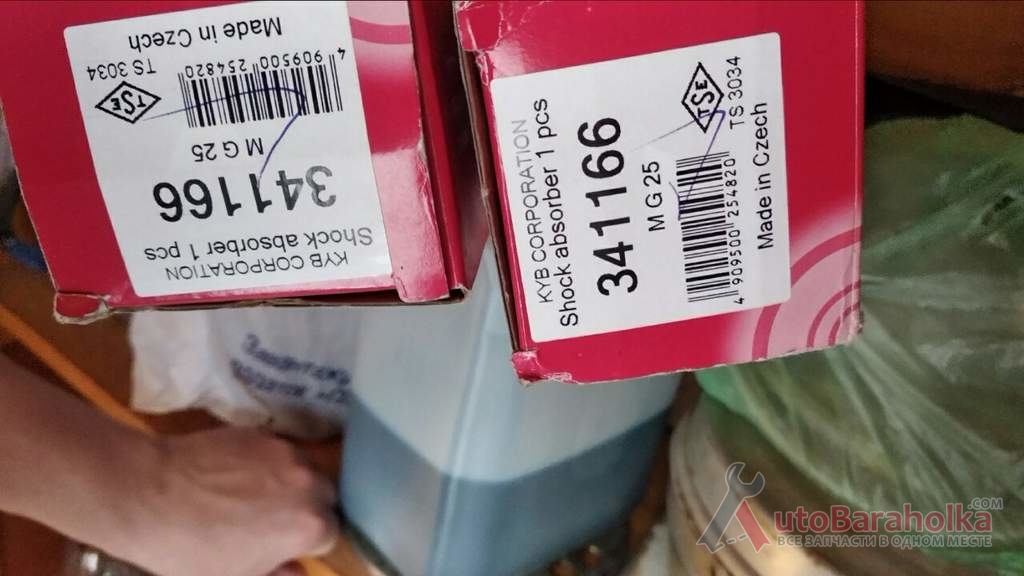 KYB CORPORATION
Shock absorber 1 pcs
341166
M G 25
4 909500 254820
TSE
TS 3034
Made in Czech
KYB CORPORATION
Shock absorber 1 pcs
341166
M G 25
4 909500 254820
TSE
TS 3034
Made in Czech
AutoBaraholka.COM
ВСЕ ЗАПЧАСТИ В ОДНОМ МЕСТЕ